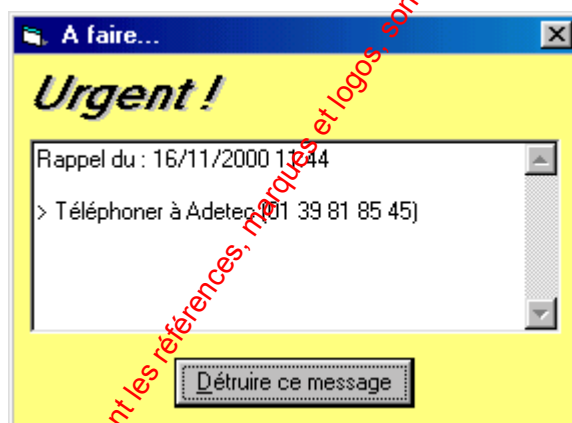 A faire...
Urgent !
Rappel du : 16/11/2000 11:44
> Téléphoner à Adetec (01 39 81 85 45)
Détruire ce message
nt les références, marques et logos, son